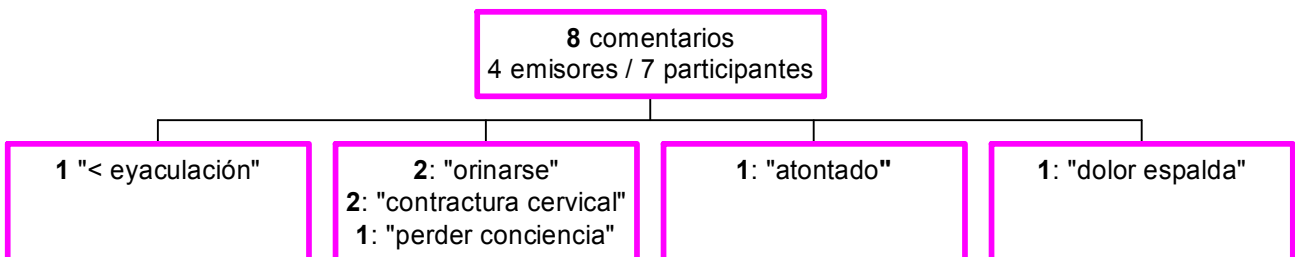 8 comentarios
4 emisores / 7 participantes
1 "< eyaculación"
2: "orinarse"
2: "contractura cervical"
1: "perder conciencia"
1: "atontado"
1: "dolor espalda"